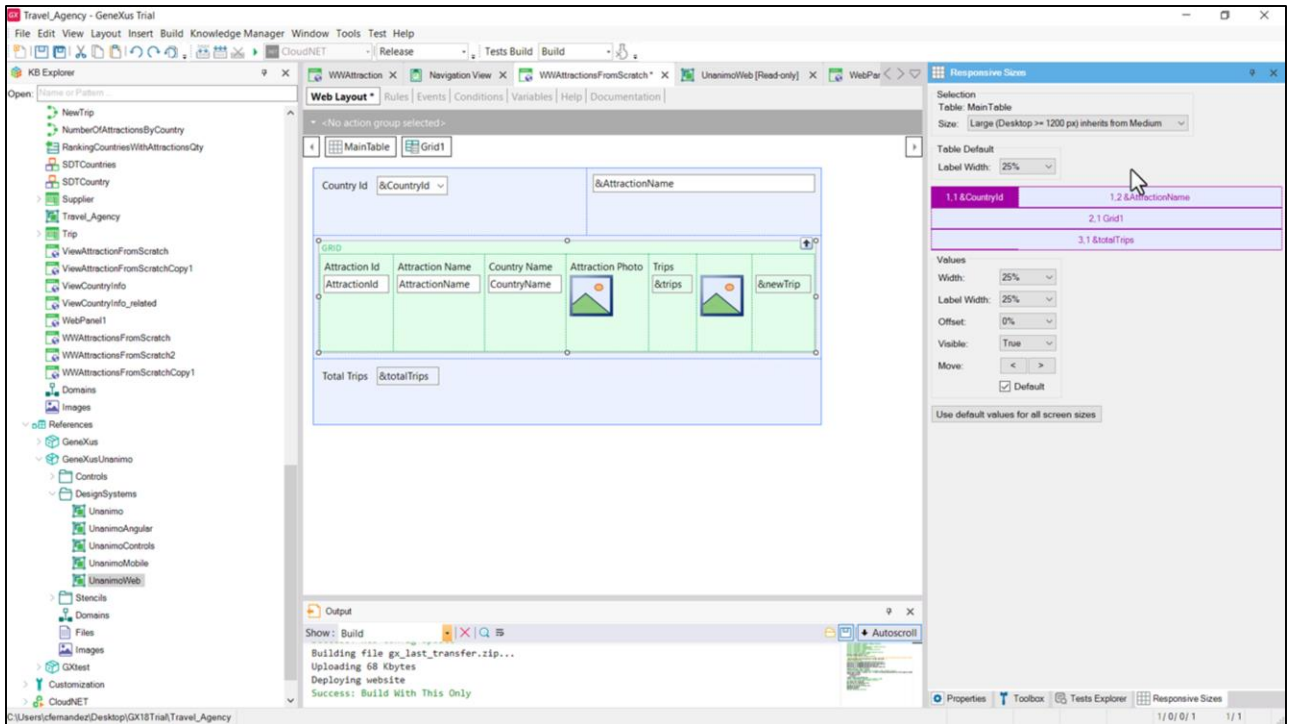 GX Travel_Agency - GeneXus Trial
File Edit View Layout Insert Build Knowledge Manager Window Tools Test Help
CloudNET Release Tests Build Build
KB Explorer
Open: Name or Pattern
NewTrip
NumberOfAttractionsByCountry
RankingCountriesWithAttractionsQty
SDTCountries
SDTCountry
Supplier
Travel_Agency
Trip
ViewAttractionFromScratch
ViewAttractionFromScratchCopy1
ViewCountryInfo
ViewCountryInfo_related
WebPanel1
WWAttractionsFromScratch
WWAttractionsFromScratch2
WWAttractionsFromScratchCopy1
Domains
Images
References
GeneXus
GeneXusUnanimo
Controls
DesignSystems
Unanimo
UnanimoAngular
UnanimoControls
UnanimoMobile
UnanimoWeb
Stencils
Domains
Files
Images
GXtest
Customization
CloudNET
WWAttraction X Navigation View X WWAttractionsFromScratch * X UnanimoWeb [Read-only] X WebPar
Web Layout * Rules Events Conditions Variables Help Documentation
<No action group selected>
MainTable Grid1
Country Id &CountryId &AttractionName
GRID
Attraction Id Attraction Name Country Name Attraction Photo Trips
AttractionId AttractionName CountryName &trips &newTrip
Total Trips &totalTrips
Output
Show: Build Autoscroll
Building file gx_last_transfer.zip...
Uploading 68 Kbytes
Deploying website
Success: Build With This Only
Responsive Sizes
Selection
Table: MainTable
Size: Large (Desktop >= 1200 px) inherits from Medium
Table Default
Label Width: 25%
1,1 &CountryId 1,2 &AttractionName
2,1 Grid1
3,1 &totalTrips
Values
Width: 25%
Label Width: 25%
Offset: 0%
Visible: True
Move: < >
Default
Use default values for all screen sizes
Properties Toolbox Tests Explorer Responsive Sizes
C:\Users\cfernandez\Desktop\GX18Trial\Travel_Agency 1/0/0/1 1/1